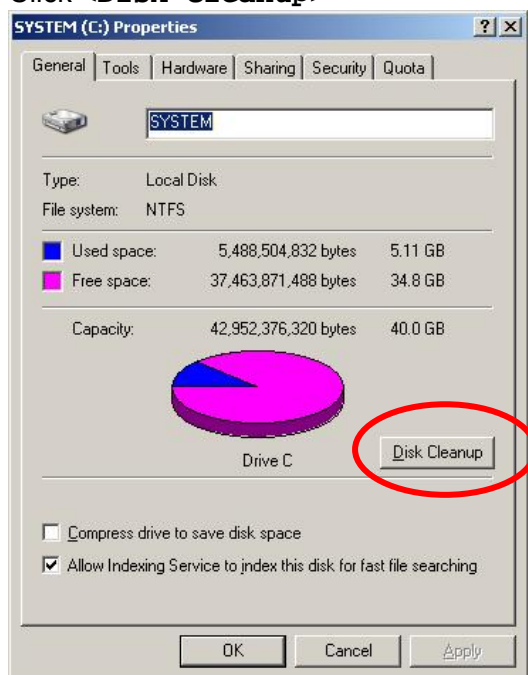 Click <Disk Cleanup>
SYSTEM (C:) Properties
General Tools Hardware Sharing Security Quota
SYSTEM
Type: Local Disk
File system: NTFS
Used space: 5,488,504,832 bytes 5.11 GB
Free space: 37,463,871,488 bytes 34.8 GB
Capacity: 42,952,376,320 bytes 40.0 GB
Drive C
Disk Cleanup
Compress drive to save disk space
Allow Indexing Service to index this disk for fast file searching
OK Cancel Apply